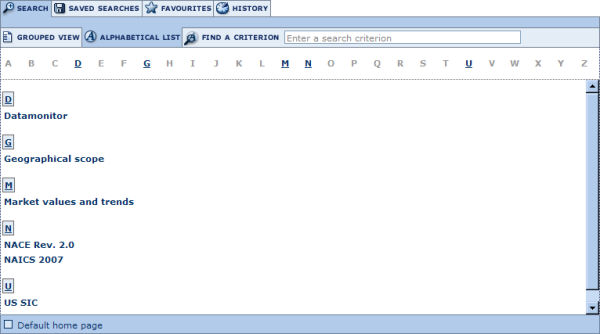 SEARCH SAVED SEARCHES FAVOURITES HISTORY
GROUPED VIEW ALPHABETICAL LIST FIND A CRITERION Enter a search criterion
A B C D E F G H I J K L M N O P Q R S T U V W X Y Z
D
Datamonitor
G
Geographical scope
M
Market values and trends
N
NACE Rev. 2.0
NAICS 2007
U
US SIC
Default home page